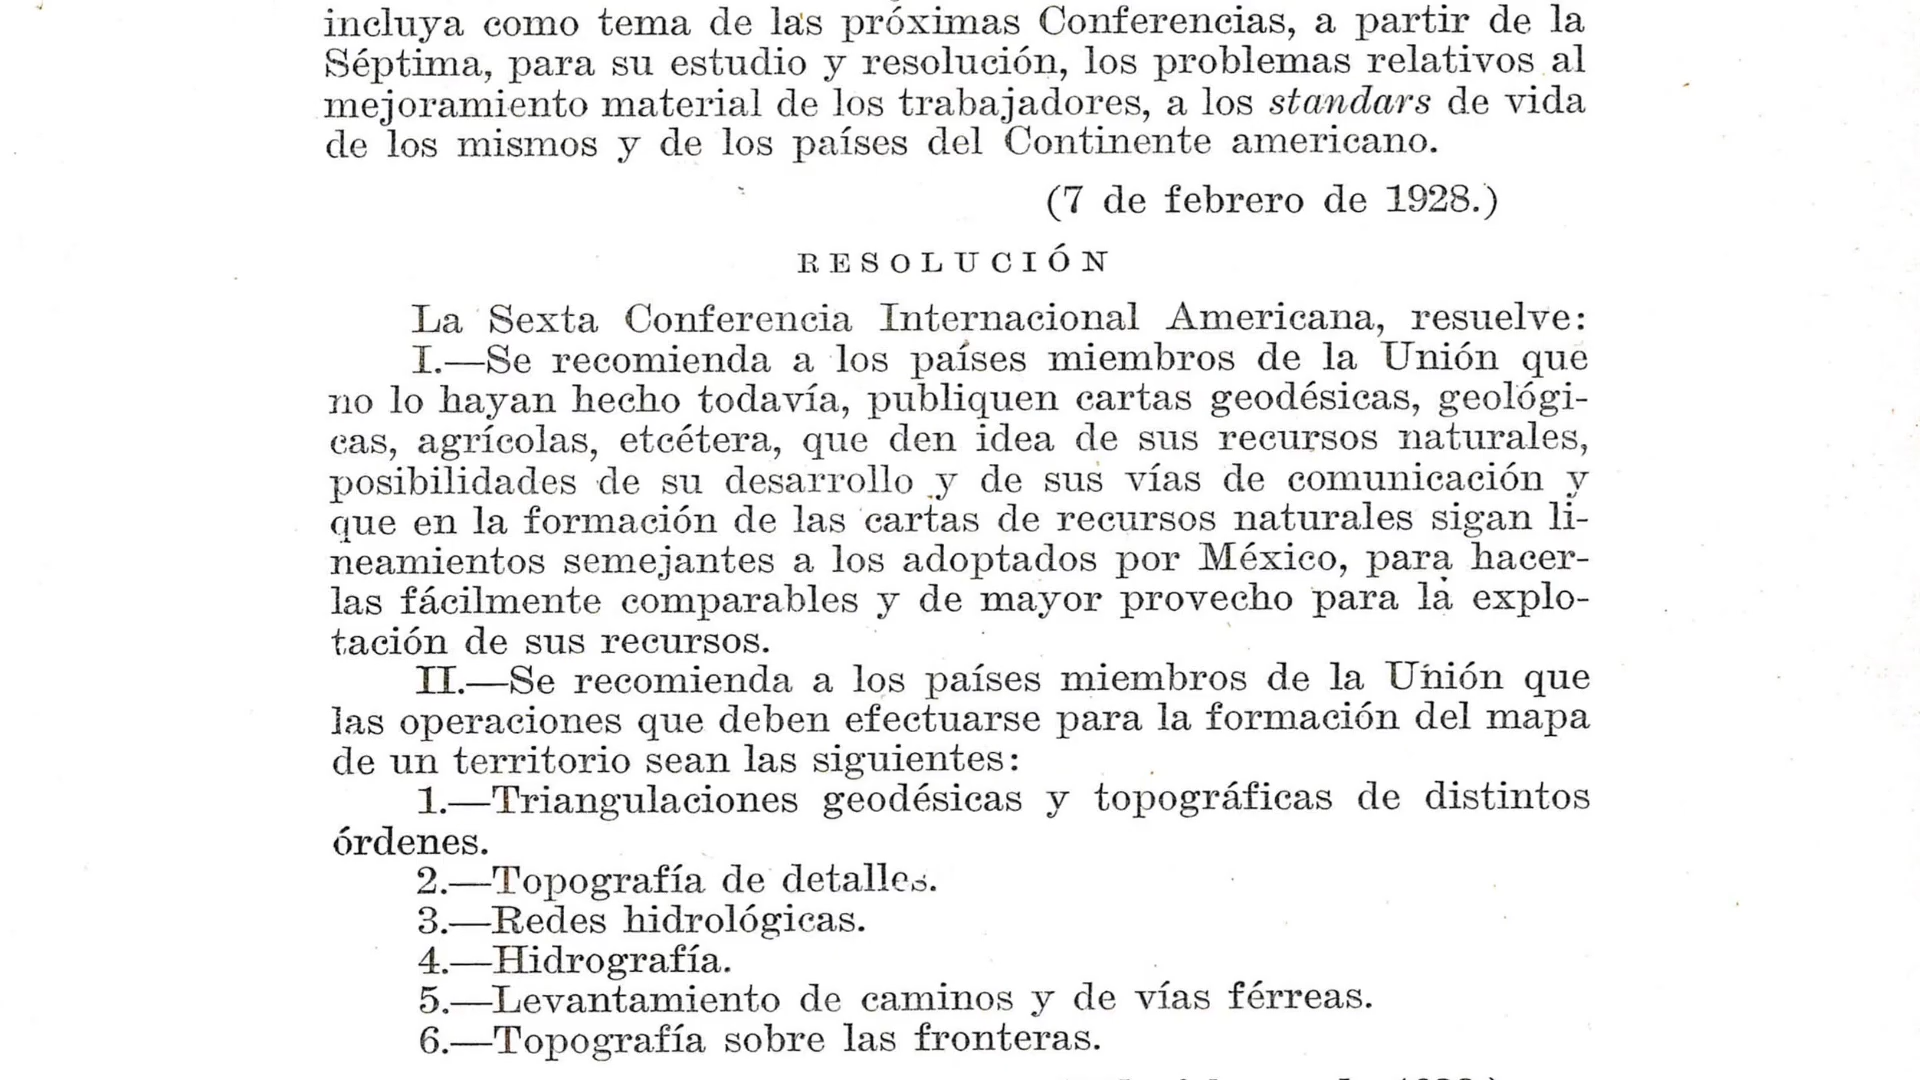 incluya como tema de las próximas Conferencias, a partir de la
Séptima, para su estudio y resolución, los problemas relativos al
mejoramiento material de los trabajadores, a los standars de vida
de los mismos y de los países del Continente americano.
(7 de febrero de 1928.)
RESOLUCIÓN
La Sexta Conferencia Internacional Americana, resuelve:
I.—Se recomienda a los países miembros de la Unión que
no lo hayan hecho todavía, publiquen cartas geodésicas, geológi-
cas, agrícolas, etcétera, que den idea de sus recursos naturales,
posibilidades de su desarrollo y de sus vías de comunicación y
que en la formación de las cartas de recursos naturales sigan li-
neamientos semejantes a los adoptados por México, para hacer-
las fácilmente comparables y de mayor provecho para la explo-
tación de sus recursos.
II.—Se recomienda a los países miembros de la Unión que
las operaciones que deben efectuarse para la formación del mapa
de un territorio sean las siguientes:
1.—Triangulaciones geodésicas y topográficas de distintos
órdenes.
2.—Topografía de detalles.
3.—Redes hidrológicas.
4.—Hidrografía.
5.—Levantamiento de caminos y de vías férreas.
6.—Topografía sobre las fronteras.